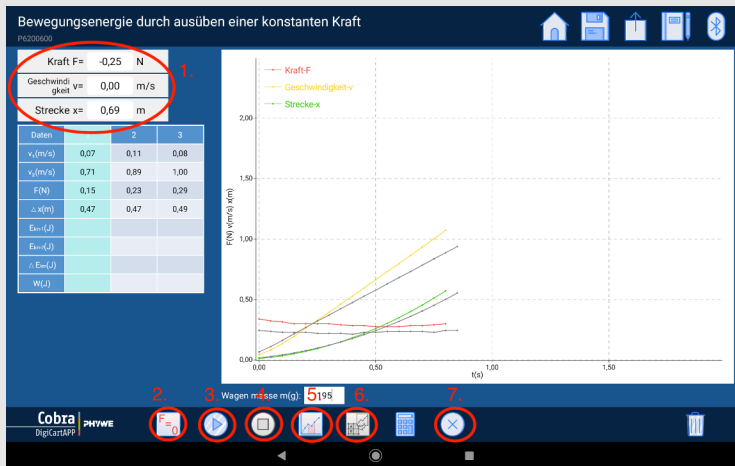 Bewegungsenergie durch ausüben einer konstanten Kraft
P6200600
Kraft F= -0,25 N
1.
Geschwindi
gkeit v= 0,00 m/s
Strecke x= 0,69 m
Daten 2 3
v₁(m/s) 0,07 0,11 0,08
v₂(m/s) 0,71 0,89 1,00
F(N) 0,15 0,23 0,29
△x(m) 0,47 0,47 0,49
Ekin1(J)
Ekin2(J)
△Ekin(J)
W(J)
Kraft-F
Geschwindigkeit-v
Strecke-x
F(N) v(m/s) x(m)
2,00
1,50
1,00
0,50
0,00
0,00 0,50 1,00 1,50
t(s)
Wagen masse m(g): 195
2. 3. 4. 5. 6. 7.
F=0
Cobra PHYWE
DigiCartAPP